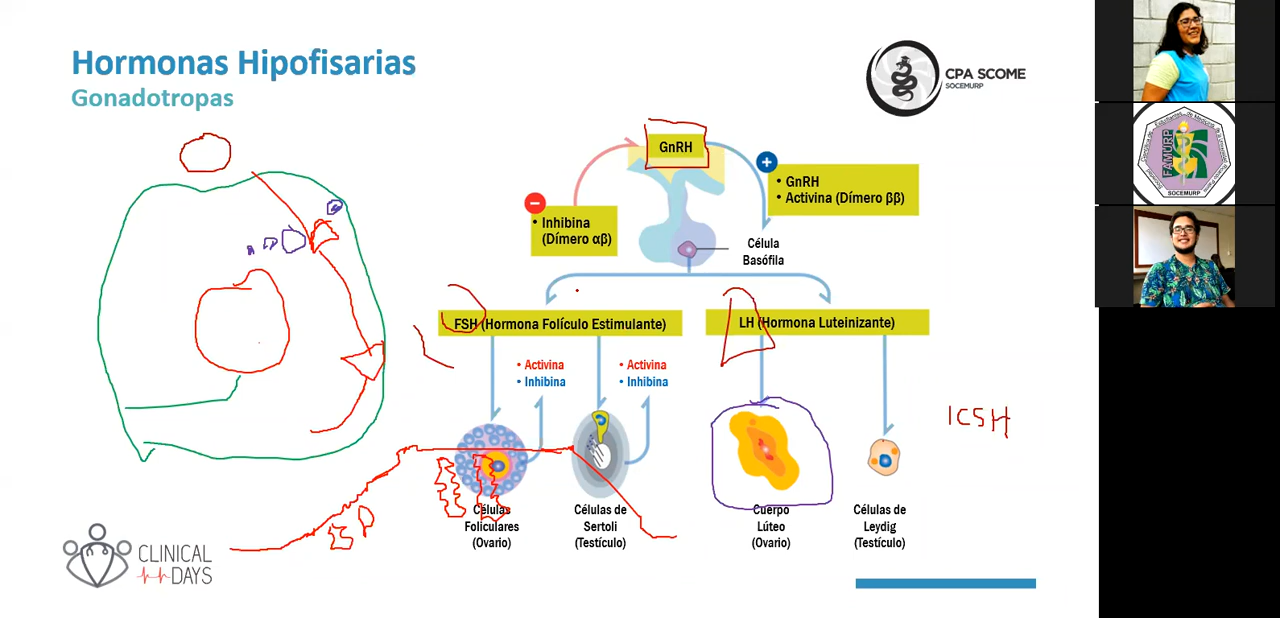 Hormonas Hipofisarias
Gonadotropas
CPA SCOME
SOCEMURP
GnRH
• GnRH
• Activina (Dímero ββ)
• Inhibina
(Dímero αβ)
Célula
Basófila
FSH (Hormona Folículo Estimulante)
LH (Hormona Luteinizante)
• Activina
• Inhibina
• Activina
• Inhibina
ICSH
Células
Foliculares
(Ovario)
Células de
Sertoli
(Testículo)
Cuerpo
Lúteo
(Ovario)
Células de
Leydig
(Testículo)
CLINICAL
DAYS
FAMURP
SOCEMURP